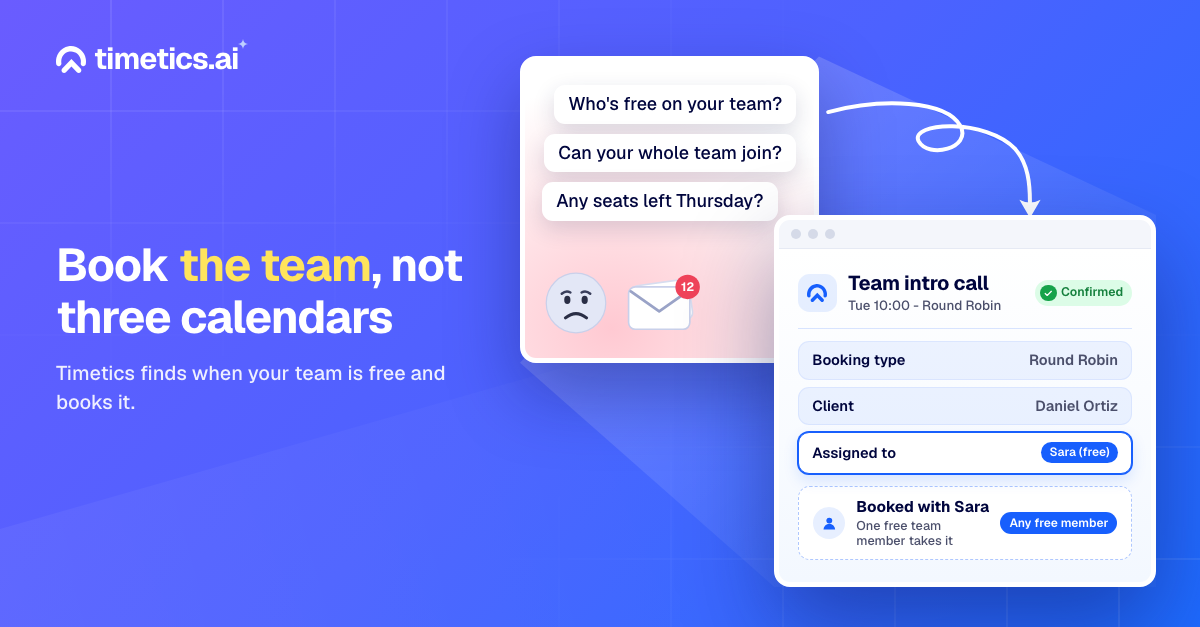 timetics.ai
Book the team, not
three calendars
Timetics finds when your team is free and
books it.
Who's free on your team?
Can your whole team join?
Any seats left Thursday?
12
Team intro call
Tue 10:00 - Round Robin
Confirmed
Booking type
Round Robin
Client
Daniel Ortiz
Assigned to
Sara (free)
Booked with Sara
One free team
member takes it
Any free member